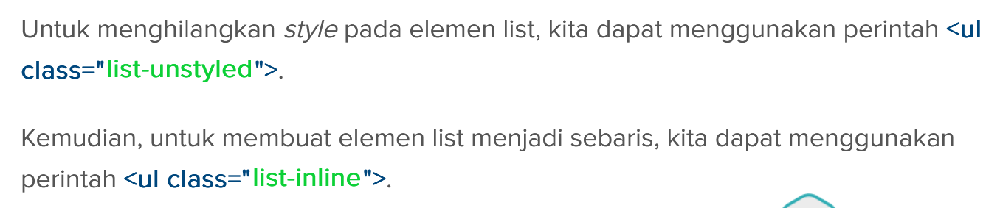 Untuk menghilangkan style pada elemen list, kita dapat menggunakan perintah <ul
class="list-unstyled">.
Kemudian, untuk membuat elemen list menjadi sebaris, kita dapat menggunakan
perintah <ul class="list-inline">.